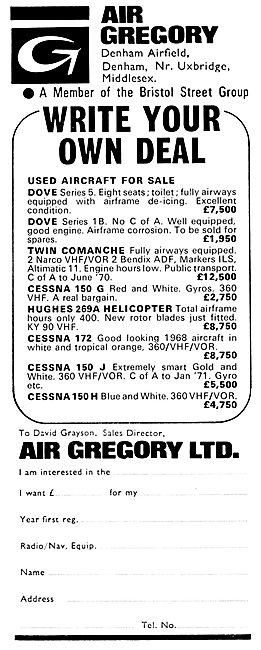 AIR
GREGORY
Denham Airfield,
Denham, Nr. Uxbridge,
Middlesex.
● A Member of the Bristol Street Group
WRITE YOUR
OWN DEAL
USED AIRCRAFT FOR SALE
DOVE Series 5. Eight seats; toilet; fully airways
equipped with airframe de-icing. Excellent
condition. £7,500
DOVE Series 1B. No C of A. Well equipped,
good engine. Airframe corrosion. To be sold for
spares. £1,950
TWIN COMANCHE Fully airways equipped.
2 Narco VHF/VOR 2 Bendix ADF, Markers ILS,
Altimatic 11. Engine hours low. Public transport.
C of A to June '70. £12,500
CESSNA 150 G Red and White. Gyros. 360
VHF. A real bargain. £2,750
HUGHES 269A HELICOPTER Total airframe
hours only 400. New rotor blades just fitted.
KY 90 VHF. £8,750
CESSNA 172 Good looking 1968 aircraft in
white and tropical orange, 360/VHF/VOR.
£8,750
CESSNA 150 J Extremely smart Gold and
White. 360 VHF/VOR. C of A to Jan '71. Gyro
etc. £5,500
CESSNA 150 H Blue and White. 360 VHF/VOR.
£4,750
To David Grayson, Sales Director,
AIR GREGORY LTD.
I am interested in the
I want £ for my
Year first reg.
Radio/Nav. Equip.
Name
Address
Tel. No.
AIR GREGORY LTD.